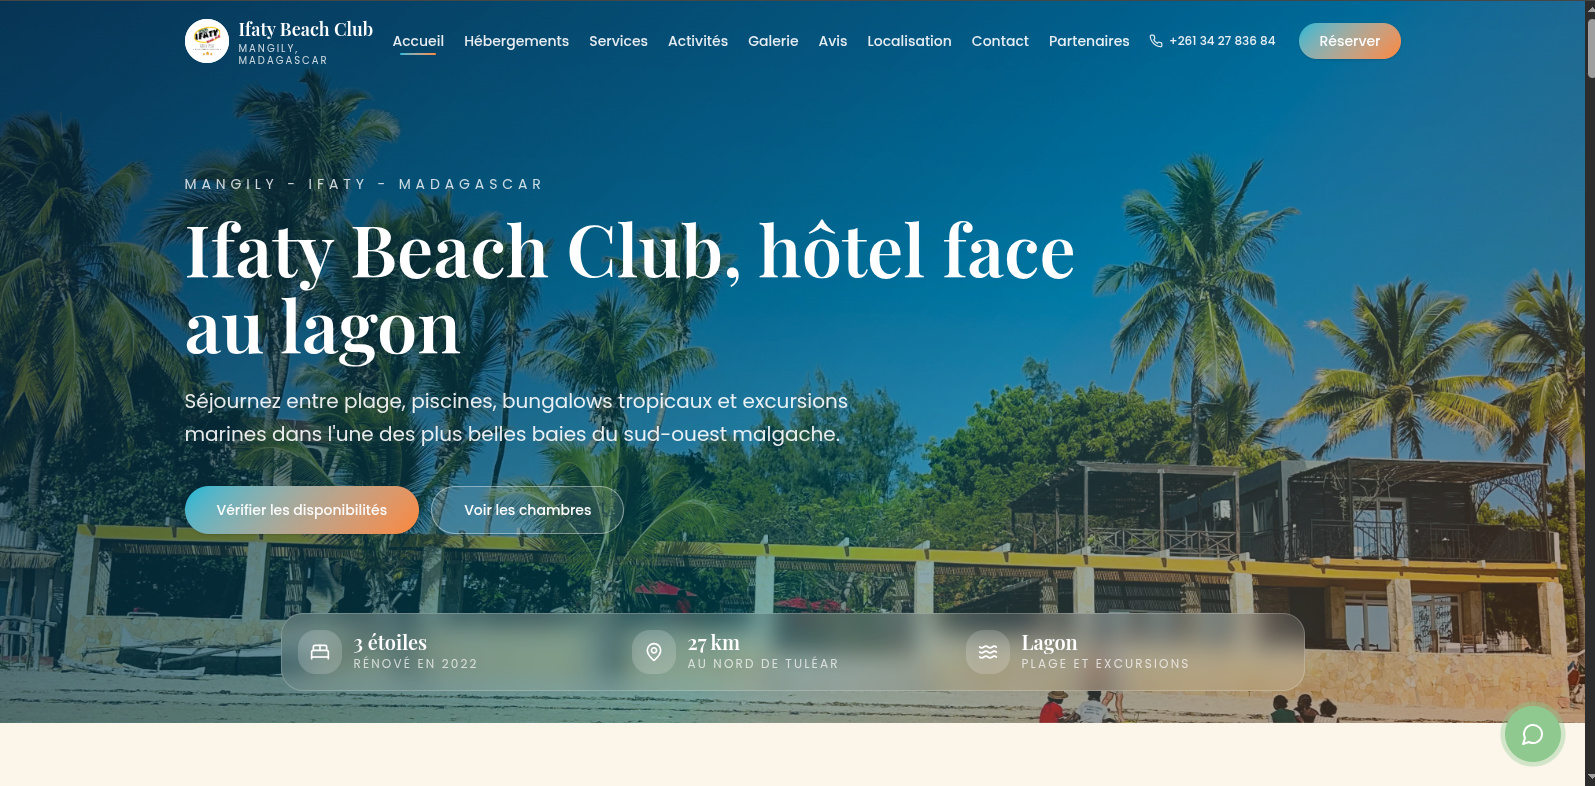 IFATY
Ifaty Beach Club
MANGILY,
MADAGASCAR
Accueil
Hébergements
Services
Activités
Galerie
Avis
Localisation
Contact
Partenaires
+261 34 27 836 84
Réserver
MANGILY - IFATY - MADAGASCAR
Ifaty Beach Club, hôtel face
au lagon
Séjournez entre plage, piscines, bungalows tropicaux et excursions
marines dans l'une des plus belles baies du sud-ouest malgache.
Vérifier les disponibilités
Voir les chambres
3 étoiles
RÉNOVÉ EN 2022
27 km
AU NORD DE TULÉAR
Lagon
PLAGE ET EXCURSIONS